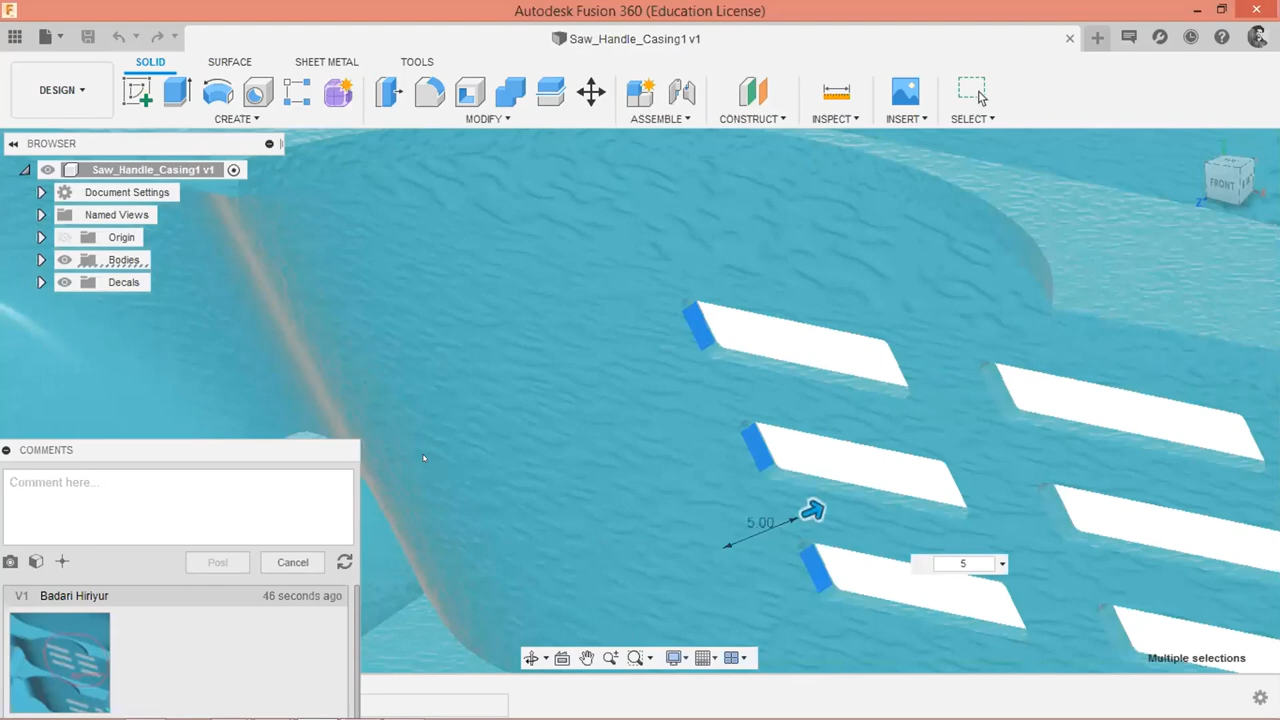 Autodesk Fusion 360 (Education License)
Saw_Handle_Casing1 v1
SOLID SURFACE SHEET METAL TOOLS
DESIGN
CREATE MODIFY ASSEMBLE CONSTRUCT INSPECT INSERT SELECT
BROWSER
Saw_Handle_Casing1 v1
Document Settings
Named Views
Origin
Bodies
Decals
FRONT
Z
5.00
5
COMMENTS
Comment here...
Post Cancel
V1 Badari Hiriyur 46 seconds ago
Multiple selections